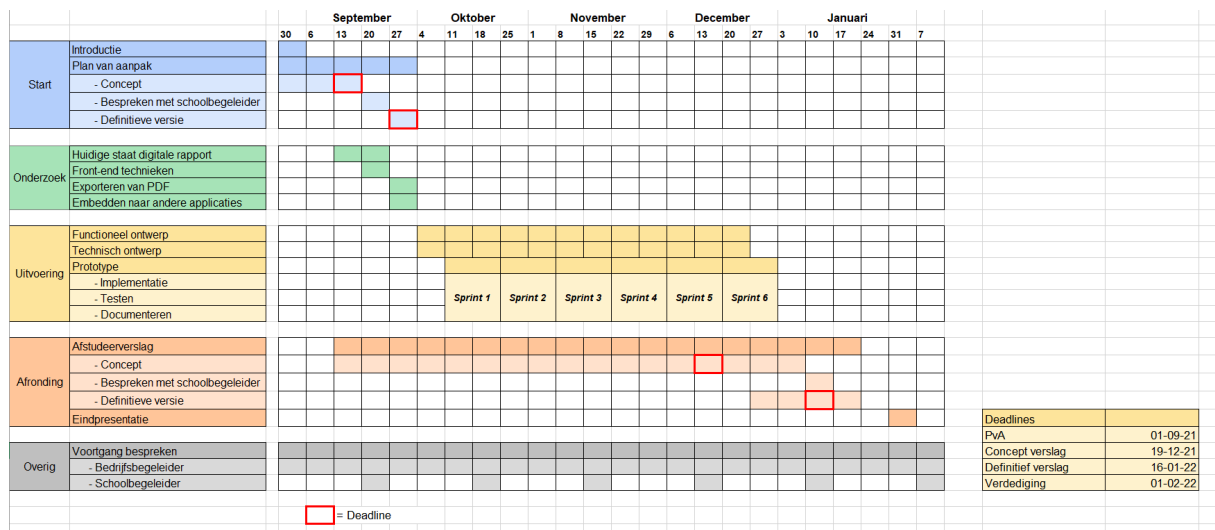 September Oktober November December Januari
30 6 13 20 27 4 11 18 25 1 8 15 22 29 6 13 20 27 3 10 17 24 31 7
Start
Introductie
Plan van aanpak
- Concept
- Bespreken met schoolbegeleider
- Definitieve versie
Onderzoek
Huidige staat digitale rapport
Front-end technieken
Exporteren van PDF
Embedden naar andere applicaties
Uitvoering
Functioneel ontwerp
Technisch ontwerp
Prototype
- Implementatie
- Testen
- Documenteren
Sprint 1 Sprint 2 Sprint 3 Sprint 4 Sprint 5 Sprint 6
Afronding
Afstudeerverslag
- Concept
- Bespreken met schoolbegeleider
- Definitieve versie
Eindpresentatie
Overig
Voortgang bespreken
- Bedrijfsbegeleider
- Schoolbegeleider
= Deadline
Deadlines
PvA 01-09-21
Concept verslag 19-12-21
Definitief verslag 16-01-22
Verdediging 01-02-22